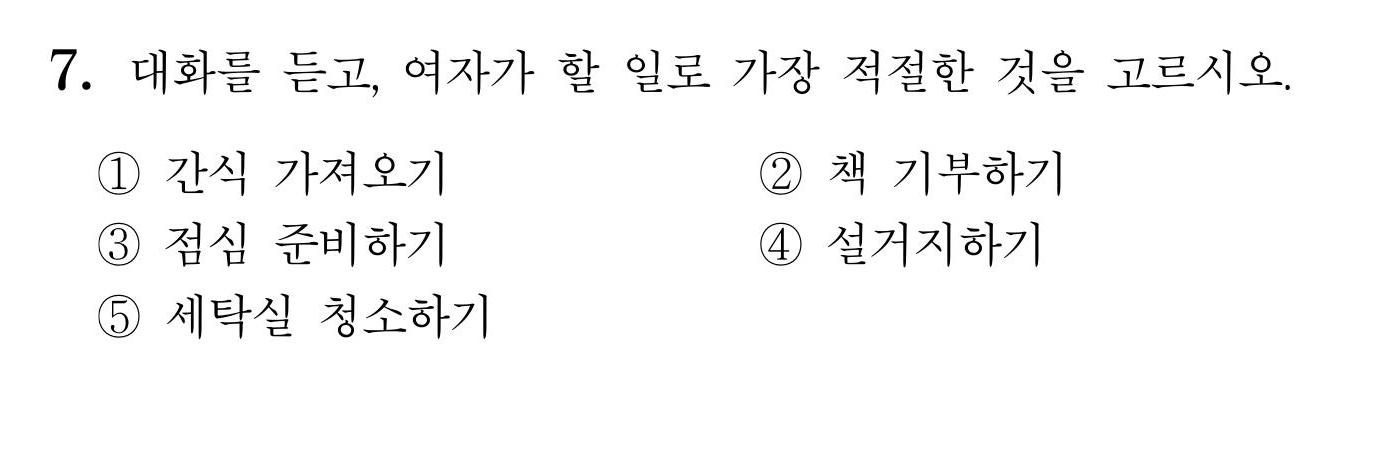 7. 대화를 듣고, 여자가 할 일로 가장 적절한 것을 고르시오.
① 간식 가져오기 ② 책 기부하기
③ 점심 준비하기 ④ 설거지하기
⑤ 세탁실 청소하기